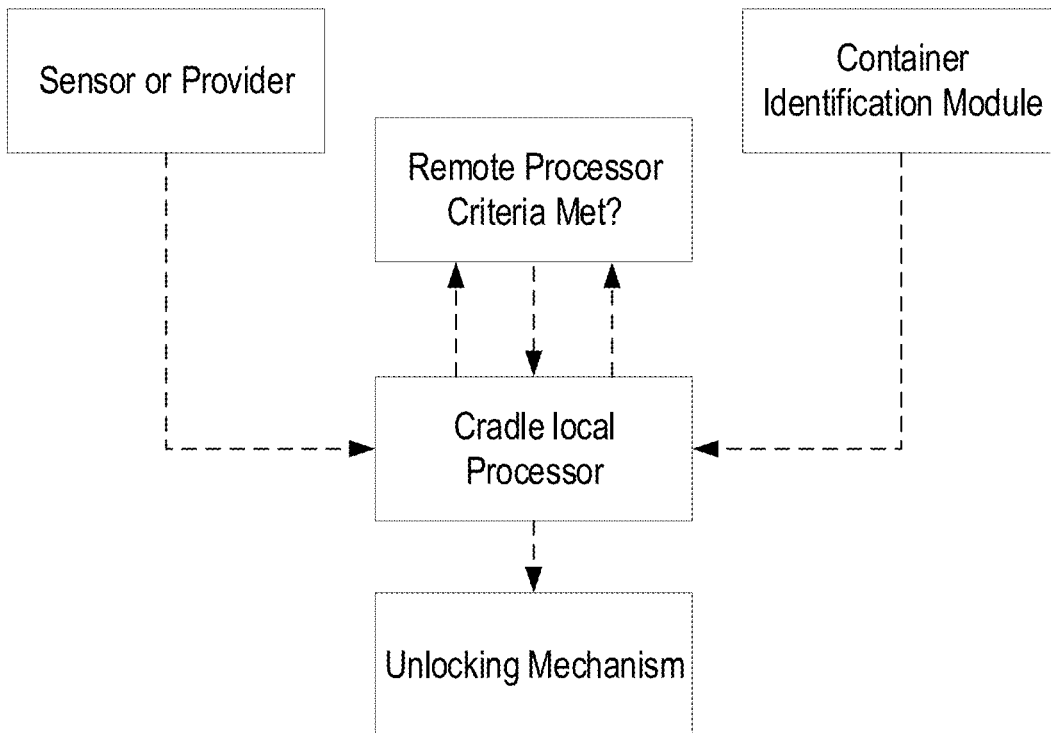 Sensor or Provider
Container
Identification Module
Remote Processor
Criteria Met?
Cradle local
Processor
Unlocking Mechanism